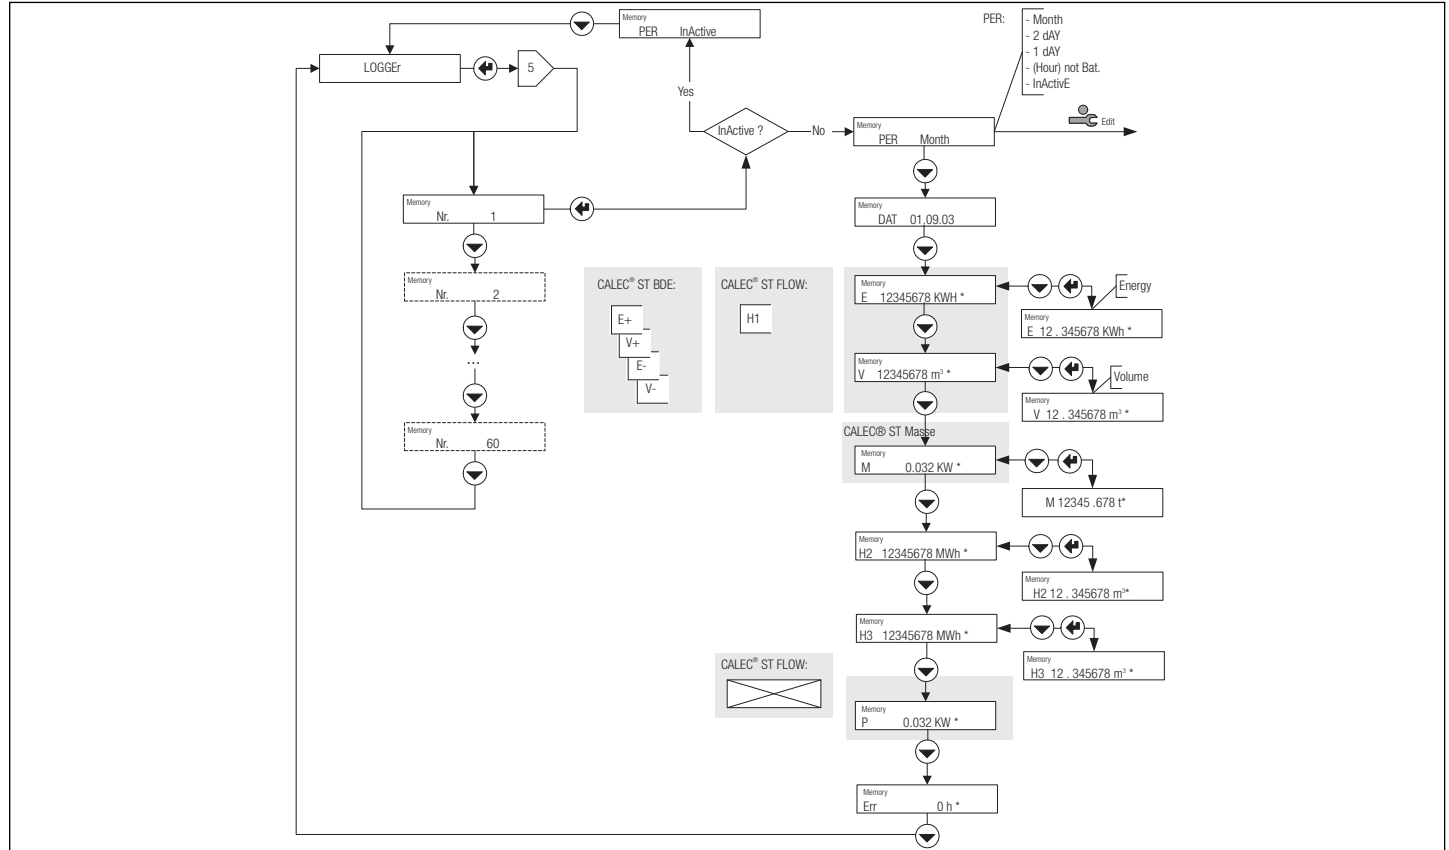 Memory
PER InActive
PER:
- Month
- 2 dAY
- 1 dAY
- (Hour) not Bat.
- InActivE
LOGGEr
5
Yes
InActive ?
No
Memory
PER Month
Edit
Memory
Nr. 1
Memory
DAT 01,09.03
Memory
Nr. 2
...
Memory
Nr. 60
CALEC® ST BDE:
E+
V+
E-
V-
CALEC® ST FLOW:
H1
Memory
E 12345678 KWH *
Energy
Memory
E 12 . 345678 KWh *
Memory
V 12345678 m³ *
Volume
Memory
V 12 . 345678 m³ *
CALEC® ST Masse
Memory
M 0.032 KW *
M 12345 .678 t*
Memory
H2 12345678 MWh *
Memory
H2 12 . 345678 m³*
Memory
H3 12345678 MWh *
Memory
H3 12 . 345678 m³ *
CALEC® ST FLOW:
Memory
P 0.032 KW *
Memory
Err 0 h *